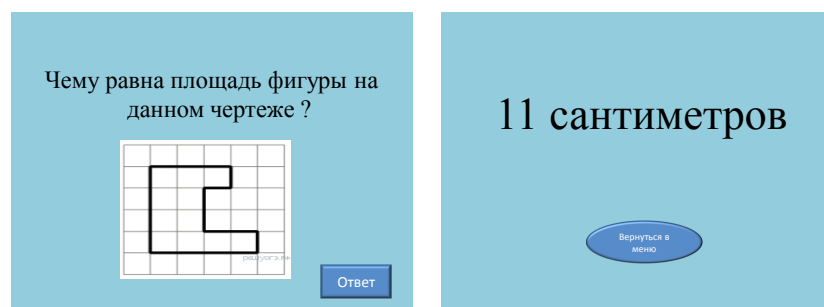 Чему равна площадь фигуры на
данном чертеже ?
Ответ
11 сантиметров
Вернуться в
меню